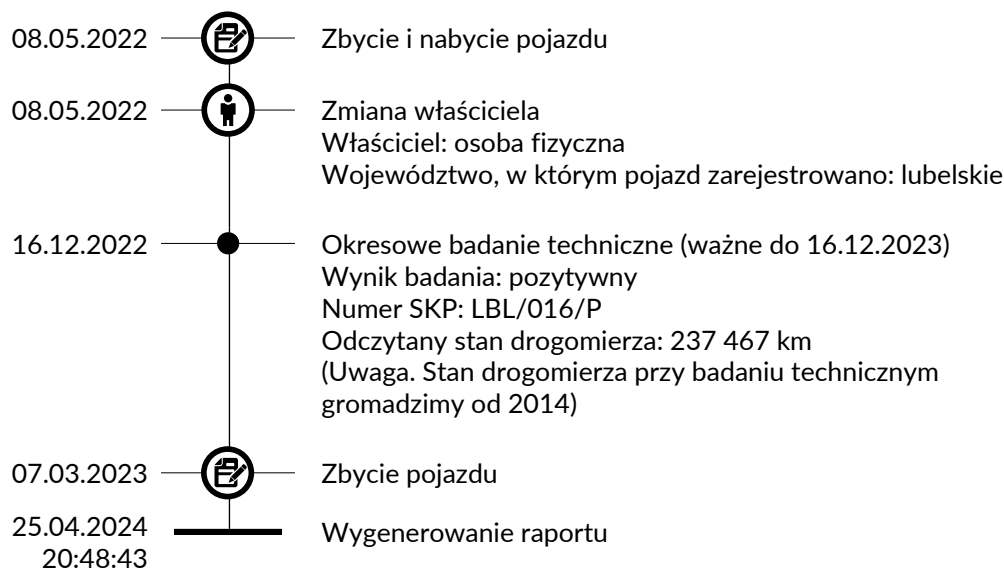 08.05.2022 Zbycie i nabycie pojazdu
08.05.2022 Zmiana właściciela
Właściciel: osoba fizyczna
Województwo, w którym pojazd zarejestrowano: lubelskie
16.12.2022 Okresowe badanie techniczne (ważne do 16.12.2023)
Wynik badania: pozytywny
Numer SKP: LBL/016/P
Odczytany stan drogomierza: 237 467 km
(Uwaga. Stan drogomierza przy badaniu technicznym
gromadzimy od 2014)
07.03.2023 Zbycie pojazdu
25.04.2024 Wygenerowanie raportu
20:48:43